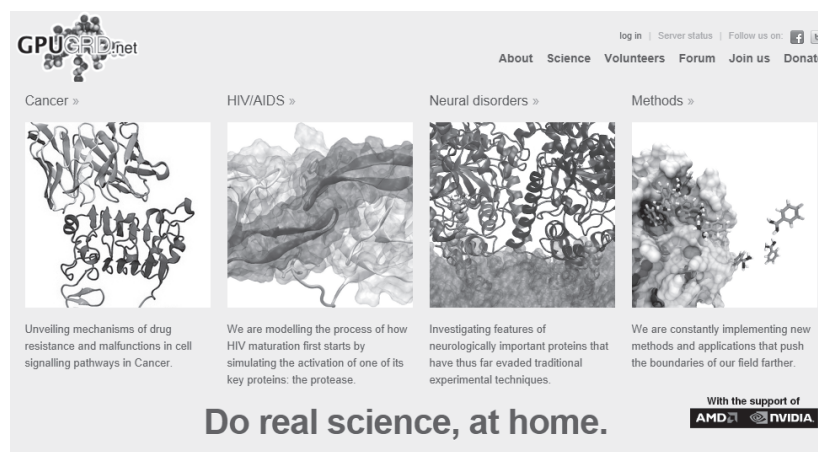 GPUGRID.net
log in | Server status | Follow us on:
About Science Volunteers Forum Join us Donat
Cancer »
Unveiling mechanisms of drug
resistance and malfunctions in cell
signalling pathways in Cancer.
HIV/AIDS »
We are modelling the process of how
HIV maturation first starts by
simulating the activation of one of its
key proteins: the protease.
Neural disorders »
Investigating features of
neurologically important proteins that
have thus far evaded traditional
experimental techniques.
Methods »
We are constantly implementing new
methods and applications that push
the boundaries of our field farther.
Do real science, at home.
With the support of
AMD NVIDIA.